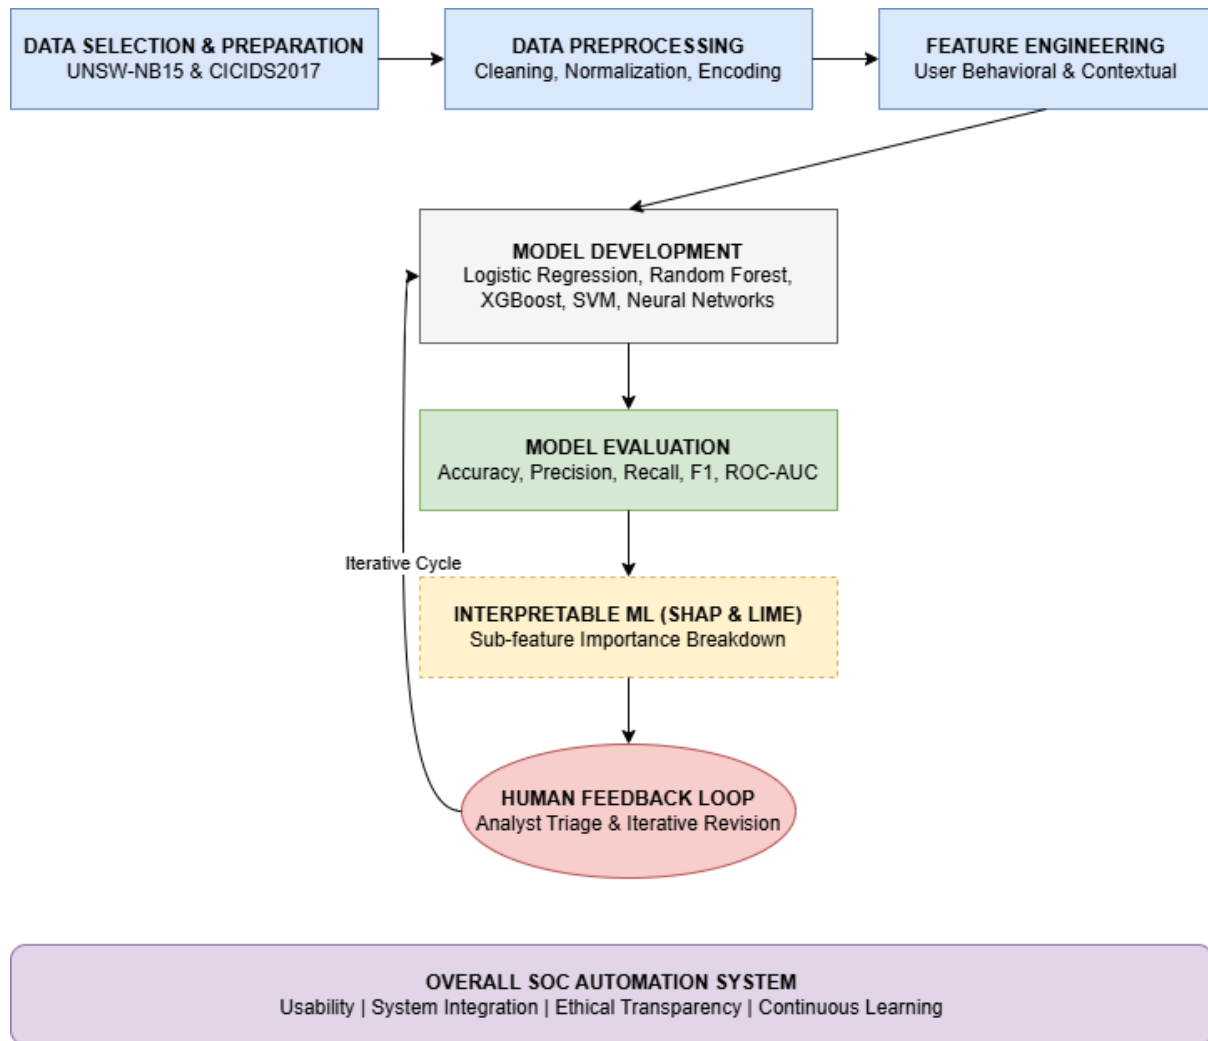 DATA SELECTION & PREPARATION
UNSW-NB15 & CICIDS2017
DATA PREPROCESSING
Cleaning, Normalization, Encoding
FEATURE ENGINEERING
User Behavioral & Contextual
MODEL DEVELOPMENT
Logistic Regression, Random Forest,
XGBoost, SVM, Neural Networks
MODEL EVALUATION
Accuracy, Precision, Recall, F1, ROC-AUC
Iterative Cycle
INTERPRETABLE ML (SHAP & LIME)
Sub-feature Importance Breakdown
HUMAN FEEDBACK LOOP
Analyst Triage & Iterative Revision
OVERALL SOC AUTOMATION SYSTEM
Usability | System Integration | Ethical Transparency | Continuous Learning